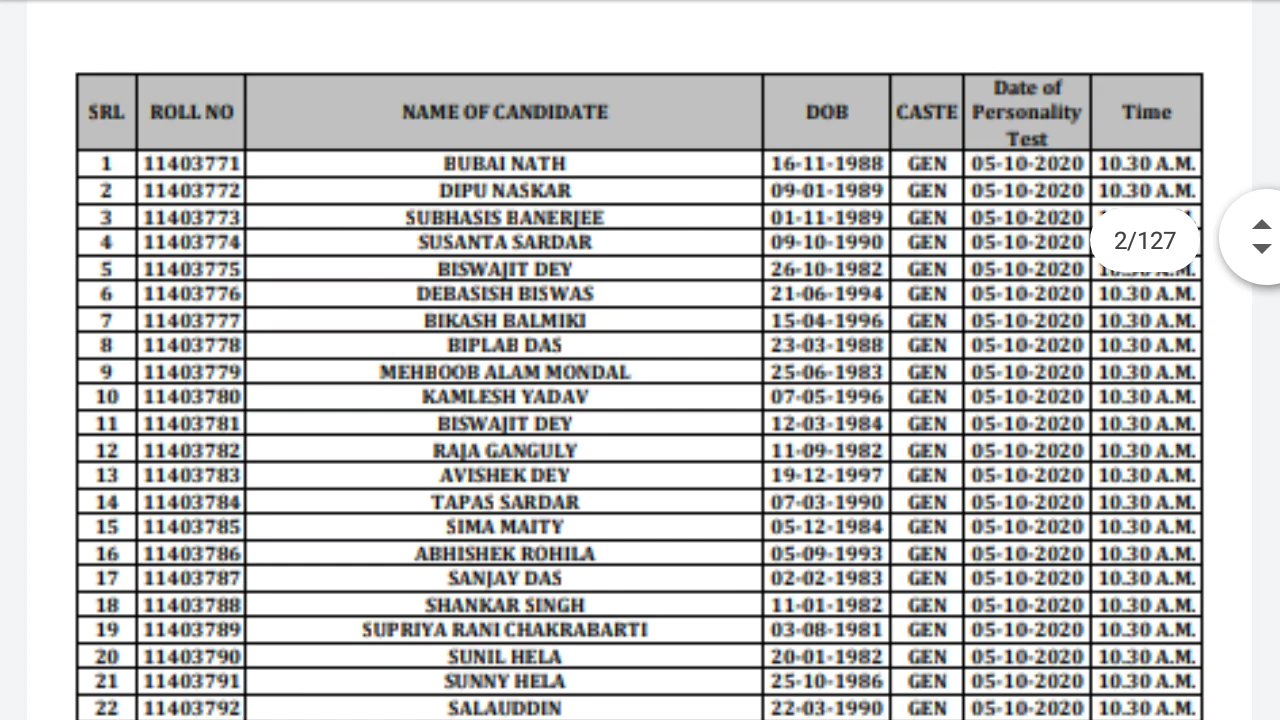 SRL ROLL NO NAME OF CANDIDATE DOB CASTE Date of Personality Test Time
1 11403771 BUBAI NATH 16-11-1988 GEN 05-10-2020 10.30 A.M.
2 11403772 DIPU NASKAR 09-01-1989 GEN 05-10-2020 10.30 A.M.
3 11403773 SUBHASIS BANERJEE 01-11-1989 GEN 05-10-2020
4 11403774 SUSANTA SARDAR 09-10-1990 GEN 05-10-2020
2/127
5 11403775 BISWAJIT DEY 26-10-1982 GEN 05-10-2020
6 11403776 DEBASISH BISWAS 21-06-1994 GEN 05-10-2020 10.30 A.M.
7 11403777 BIKASH BALMIKI 15-04-1996 GEN 05-10-2020 10.30 A.M.
8 11403778 BIPLAB DAS 23-03-1988 GEN 05-10-2020 10.30 A.M.
9 11403779 MEHBOOB ALAM MONDAL 25-06-1983 GEN 05-10-2020 10.30 A.M.
10 11403780 KAMLESH YADAV 07-05-1996 GEN 05-10-2020 10.30 A.M.
11 11403781 BISWAJIT DEY 12-03-1984 GEN 05-10-2020 10.30 A.M.
12 11403782 RAJA GANGULY 11-09-1982 GEN 05-10-2020 10.30 A.M.
13 11403783 AVISHEK DEY 19-12-1997 GEN 05-10-2020 10.30 A.M.
14 11403784 TAPAS SARDAR 07-03-1990 GEN 05-10-2020 10.30 A.M.
15 11403785 SIMA MAITY 05-12-1984 GEN 05-10-2020 10.30 A.M.
16 11403786 ABHISHEK ROHILA 05-09-1993 GEN 05-10-2020 10.30 A.M.
17 11403787 SANJAY DAS 02-02-1983 GEN 05-10-2020 10.30 A.M.
18 11403788 SHANKAR SINGH 11-01-1982 GEN 05-10-2020 10.30 A.M.
19 11403789 SUPRIYA RANI CHAKRABARTI 03-08-1981 GEN 05-10-2020 10.30 A.M.
20 11403790 SUNIL HELA 20-01-1982 GEN 05-10-2020 10.30 A.M.
21 11403791 SUNNY HELA 25-10-1986 GEN 05-10-2020 10.30 A.M.
22 11403792 SALAUDDIN 22-03-1990 GEN 05-10-2020 10.30 A.M.